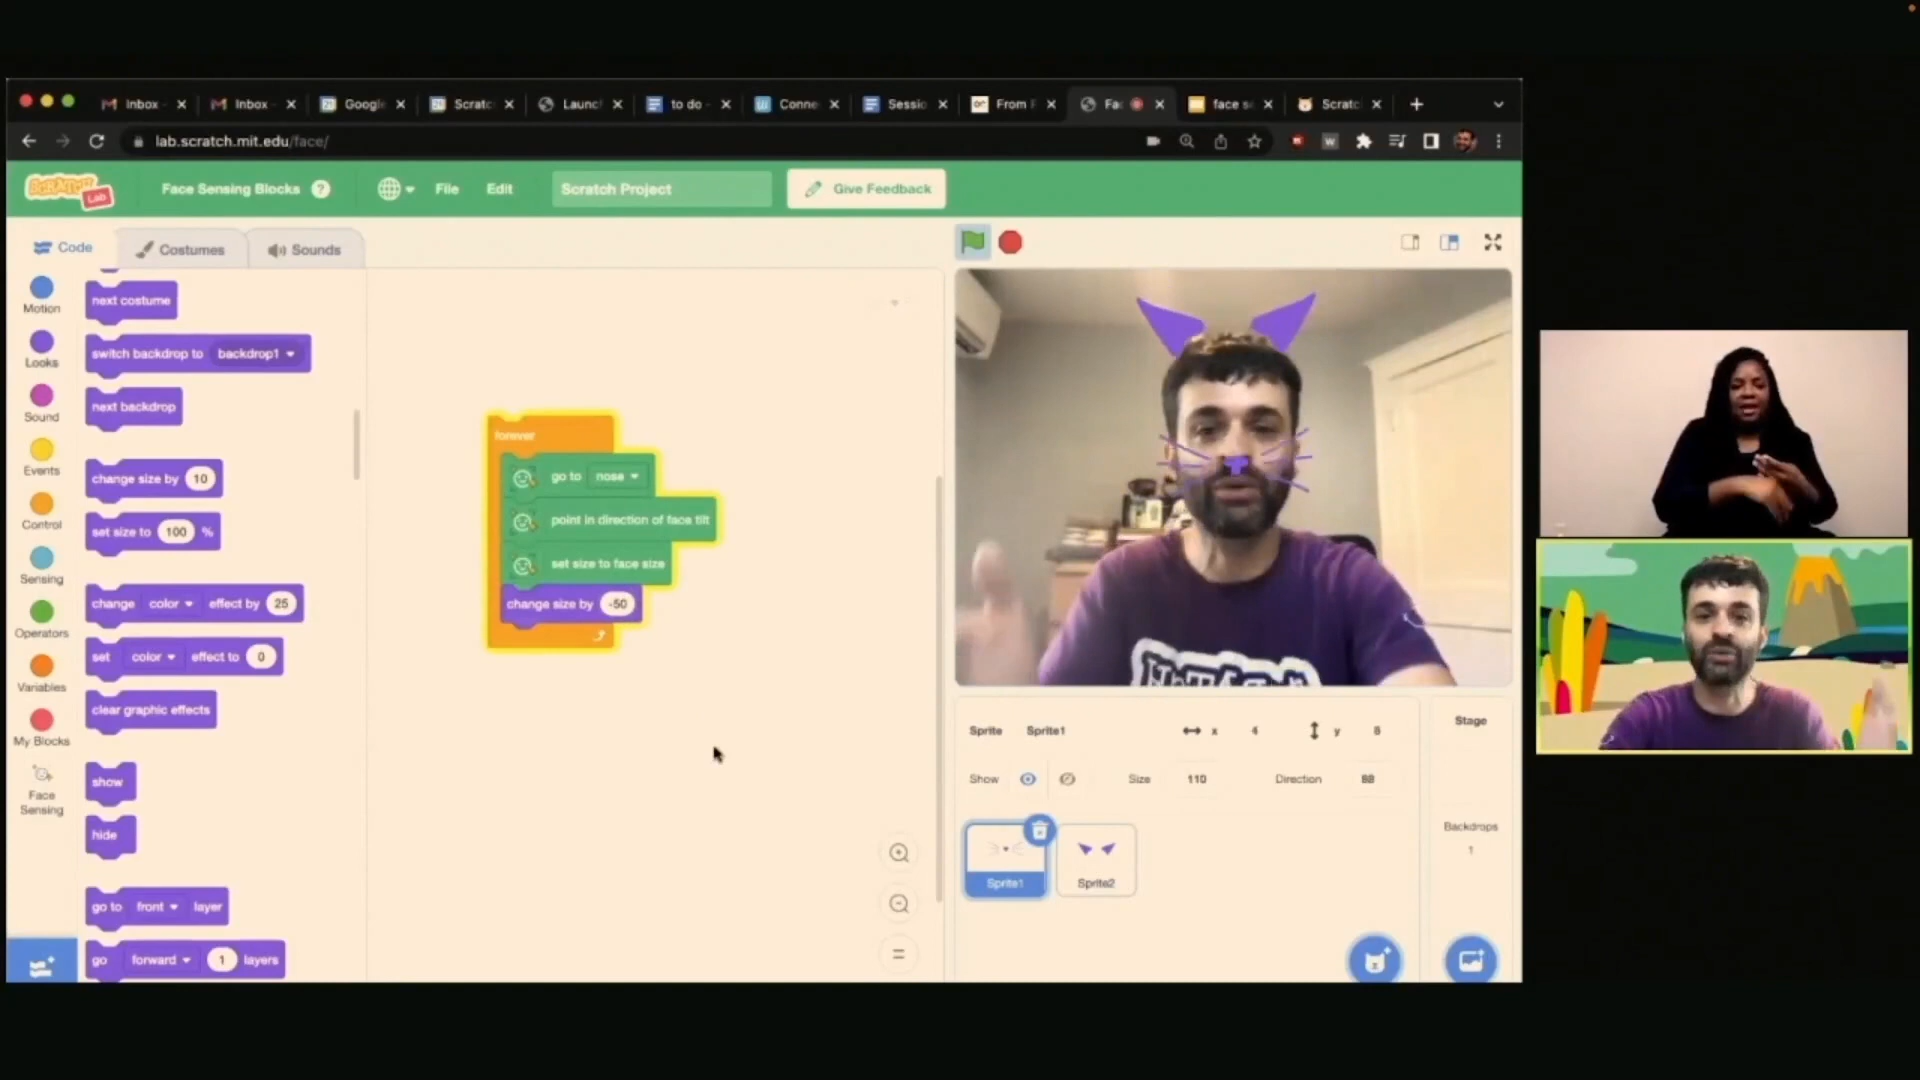 Inbox
Inbox
Google
Scratc
Launc
to do
Conne
Sessio
From
Fac
face s
Scratc
lab.scratch.mit.edu/face/
SCRATCH
Lab
Face Sensing Blocks ?
File
Edit
Scratch Project
Give Feedback
Code
Costumes
Sounds
Motion
Looks
Sound
Events
Control
Sensing
Operators
Variables
My Blocks
Face
Sensing
next costume
switch backdrop to backdrop1
next backdrop
change size by 10
set size to 100 %
change color effect by 25
set color effect to 0
clear graphic effects
show
hide
go to front layer
go forward 1 layers
forever
go to nose
point in direction of face tilt
set size to face size
change size by -50
Sprite Sprite1 x 4 y 8
Show Size 110 Direction 88
Sprite1
Sprite2
Stage
Backdrops
1